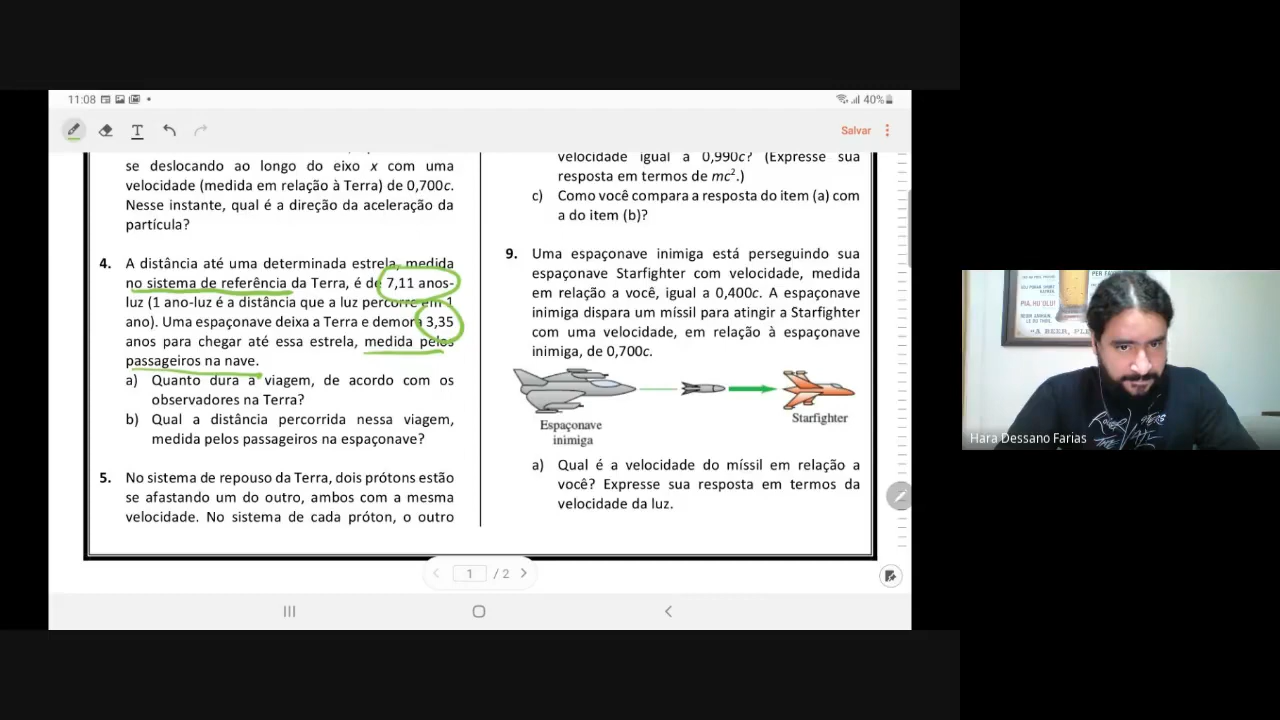 11:08
40%
T
Salvar
se deslocando ao longo do eixo x com uma
velocidade (medida em relação à Terra) de 0,700c.
Nesse instante, qual é a direção da aceleração da
partícula?
4. A distância até uma determinada estrela, medida
no sistema de referência da Terra, é de 7,11 anos-
luz (1 ano-luz é a distância que a luz percorre em 1
ano). Uma espaçonave deixa a Terra e demora 3,35
anos para chegar até essa estrela medida pelos
passageiros na nave.
a) Quanto dura a viagem, de acordo com os
observadores na Terra?
b) Qual a distância percorrida nessa viagem,
medida pelos passageiros na espaçonave?
5. No sistema de repouso da Terra, dois prótons estão
se afastando um do outro, ambos com a mesma
velocidade. No sistema de cada próton, o outro
velocidade igual a 0,990c? (Expresse sua
resposta em termos de mc².)
c) Como você compara a resposta do item (a) com
a do item (b)?
9. Uma espaçonave inimiga está perseguindo sua
espaçonave Starfighter com velocidade, medida
em relação a você, igual a 0,400c. A espaçonave
inimiga dispara um míssil para atingir a Starfighter
com uma velocidade, em relação à espaçonave
inimiga, de 0,700c.
Espaçonave
inimiga
Starfighter
a) Qual é a velocidade do míssil em relação a
você? Expresse sua resposta em termos da
velocidade da luz.
1 / 2
Hara Dessano Farias